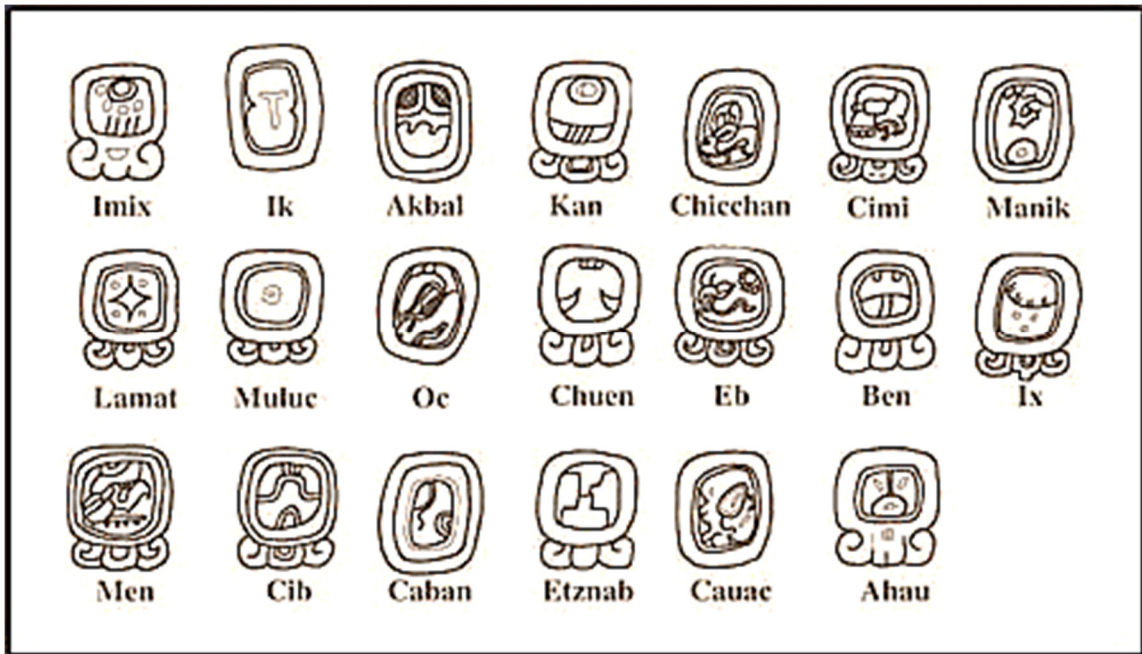 Imix Ik Akbal Kan Chicchan Cimi Manik
Lamat Muluc Oc Chuen Eb Ben Ix
Men Cib Caban Etznab Cauac Ahau